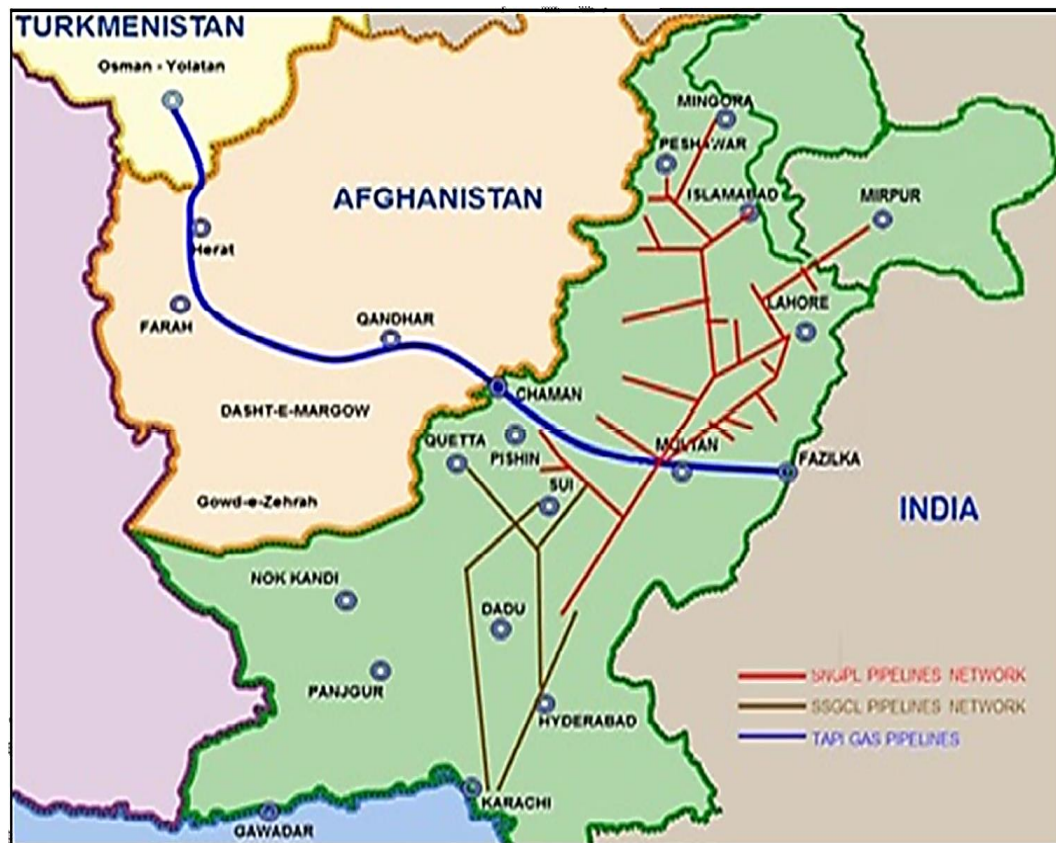 TURKMENISTAN
Osman - Yolatan
MINGORA
PESHAWAR
AFGHANISTAN
ISLAMABAD
MIRPUR
Herat
LAHORE
FARAH
QANDHAR
CHAMAN
DASHT-E-MARGOW
QUETTA
PISHIN
MULTAN
FAZILKA
SUI
Gowd-e-Zehrah
INDIA
NOK KANDI
DADU
PANJGUR
HYDERABAD
SNGPL PIPELINES NETWORK
SSGCL PIPELINES NETWORK
TAPI GAS PIPELINES
KARACHI
GAWADAR